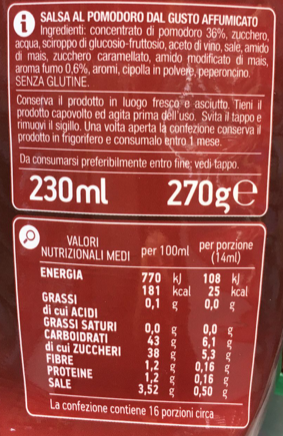 SALSA AL POMODORO DAL GUSTO AFFUMICATO
i Ingredienti: concentrato di pomodoro 36%, zucchero,
acqua, sciroppo di glucosio-fruttosio, aceto di vino, sale, amido
di mais, zucchero caramellato, amido modificato di mais,
aroma fumo 0,6%, aromi, cipolla in polvere, peperoncino.
SENZA GLUTINE.
Conserva il prodotto in luogo fresco e asciutto. Tieni il
prodotto capovolto ed agita prima dell'uso. Svita il tappo e
rimuovi il sigillo. Una volta aperta la confezione conserva il
prodotto in frigorifero e consumalo entro 1 mese.
Da consumarsi preferibilmente entro fine: vedi tappo.
230ml 270g℮
VALORI per porzione
NUTRIZIONALI MEDI per 100ml (14ml)
ENERGIA 770 kj 108 kj
181 kcal 25 kcal
GRASSI 0,1 g 0,0 g
di cui ACIDI
GRASSI SATURI 0,0 g 0,0 g
CARBOIDRATI 43 g 6,1 g
di cui ZUCCHERI 38 g 5,3 g
FIBRE 1,2 g 0,16 g
PROTEINE 1,2 g 0,16 g
SALE 3,52 g 0,50 g
La confezione contiene 16 porzioni circa